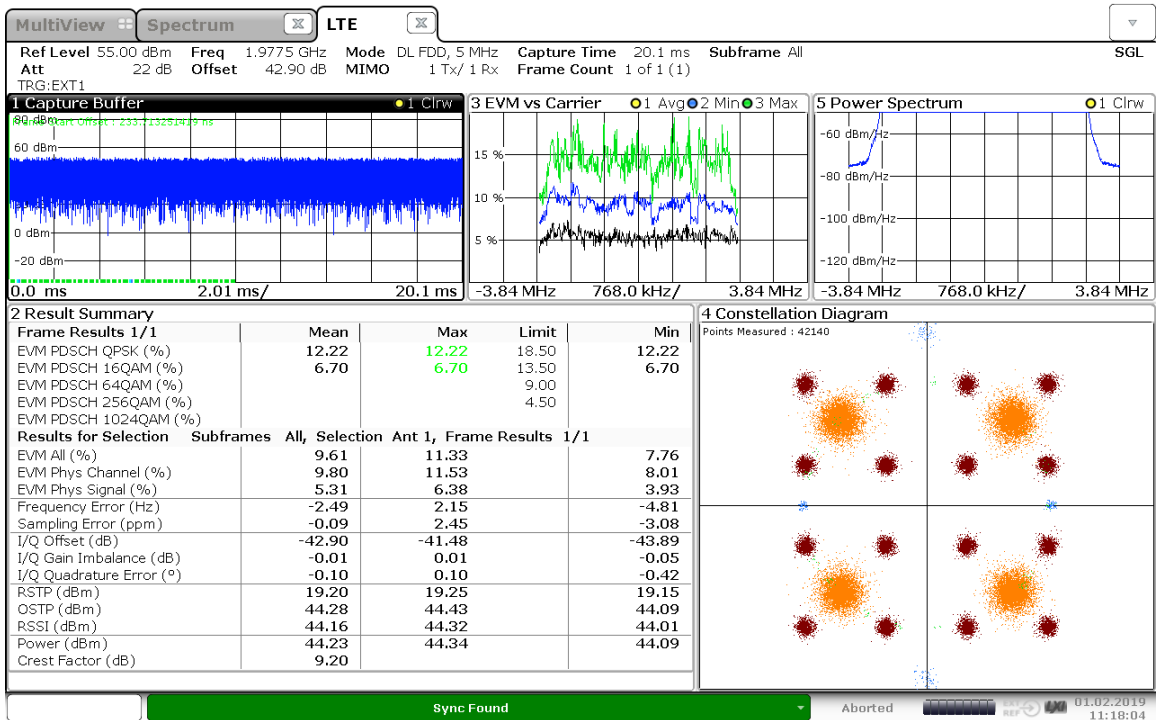 MultiView Spectrum LTE
Ref Level 55.00 dBm Freq 1.9775 GHz Mode DL FDD, 5 MHz Capture Time 20.1 ms Subframe All SGL
Att 22 dB Offset 42.90 dB MIMO 1 Tx/ 1 Rx Frame Count 1 of 1 (1)
TRG:EXT1
1 Capture Buffer 1 Clrw
80 dBm
Frame Start Offset : 233.513251419 ns
60 dBm
0 dBm
-20 dBm
0.0 ms 2.01 ms/ 20.1 ms
3 EVM vs Carrier 1 Avg 2 Min 3 Max
15 %
10 %
5 %
-3.84 MHz 768.0 kHz/ 3.84 MHz
5 Power Spectrum 1 Clrw
-60 dBm/Hz
-80 dBm/Hz
-100 dBm/Hz
-120 dBm/Hz
-3.84 MHz 768.0 kHz/ 3.84 MHz
2 Result Summary
Frame Results 1/1 Mean Max Limit Min
EVM PDSCH QPSK (%) 12.22 12.22 18.50 12.22
EVM PDSCH 16QAM (%) 6.70 6.70 13.50 6.70
EVM PDSCH 64QAM (%) 9.00
EVM PDSCH 256QAM (%) 4.50
EVM PDSCH 1024QAM (%)
Results for Selection Subframes All, Selection Ant 1, Frame Results 1/1
EVM All (%) 9.61 11.33 7.76
EVM Phys Channel (%) 9.80 11.53 8.01
EVM Phys Signal (%) 5.31 6.38 3.93
Frequency Error (Hz) -2.49 2.15 -4.81
Sampling Error (ppm) -0.09 2.45 -3.08
I/Q Offset (dB) -42.90 -41.48 -43.89
I/Q Gain Imbalance (dB) -0.01 0.01 -0.05
I/Q Quadrature Error (°) -0.10 0.10 -0.42
RSTP (dBm) 19.20 19.25 19.15
OSTP (dBm) 44.28 44.43 44.09
RSSI (dBm) 44.16 44.32 44.01
Power (dBm) 44.23 44.34 44.09
Crest Factor (dB) 9.20
4 Constellation Diagram
Points Measured : 42140
Sync Found Aborted EXT REF LXI 01.02.2019
11:18:04